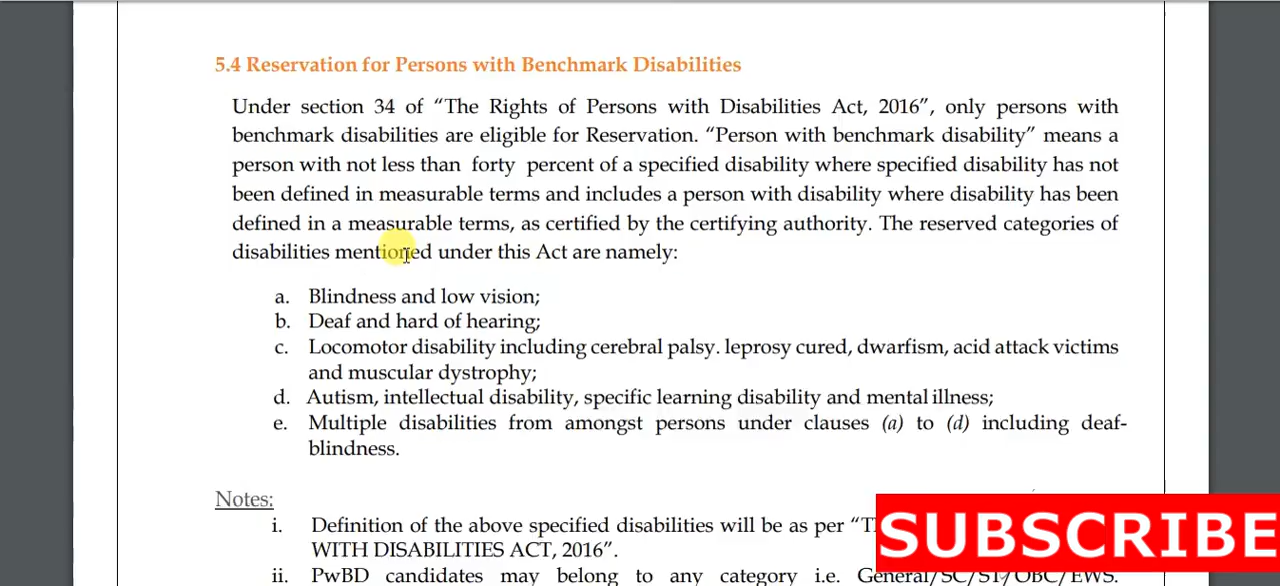 5.4 Reservation for Persons with Benchmark Disabilities
Under section 34 of “The Rights of Persons with Disabilities Act, 2016”, only persons with
benchmark disabilities are eligible for Reservation. “Person with benchmark disability” means a
person with not less than forty percent of a specified disability where specified disability has not
been defined in measurable terms and includes a person with disability where disability has been
defined in a measurable terms, as certified by the certifying authority. The reserved categories of
disabilities mentioned under this Act are namely:
a. Blindness and low vision;
b. Deaf and hard of hearing;
c. Locomotor disability including cerebral palsy. leprosy cured, dwarfism, acid attack victims
and muscular dystrophy;
d. Autism, intellectual disability, specific learning disability and mental illness;
e. Multiple disabilities from amongst persons under clauses (a) to (d) including deaf-
blindness.
Notes:
i. Definition of the above specified disabilities will be as per
WITH DISABILITIES ACT, 2016”.
ii. PwBD candidates may belong to any category i.e. General/SC/ST/OBC/EWS.
SUBSCRIBE